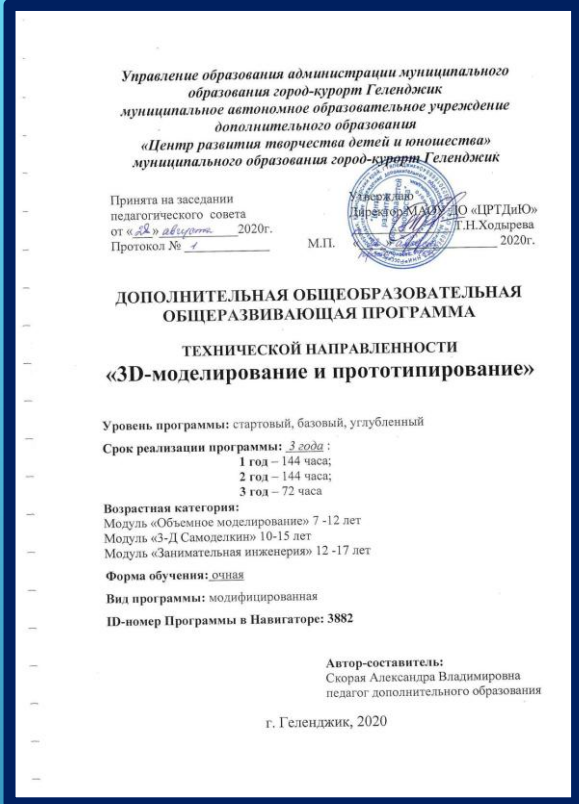 Управление образования администрации муниципального
образования город-курорт Геленджик
муниципальное автономное образовательное учреждение
дополнительного образования
«Центр развития творчества детей и юношества»
муниципального образования город-курорт Геленджик
Принята на заседании
педагогического совета
от «28» августа 2020г.
Протокол № 1
Утверждаю
Директор МАОУ ДО «ЦРТДиЮ»
Т.Н.Ходырева
М.П. « » 2020г.
ДОПОЛНИТЕЛЬНАЯ ОБЩЕОБРАЗОВАТЕЛЬНАЯ
ОБЩЕРАЗВИВАЮЩАЯ ПРОГРАММА
ТЕХНИЧЕСКОЙ НАПРАВЛЕННОСТИ
«3D-моделирование и прототипирование»
Уровень программы: стартовый, базовый, углубленный
Срок реализации программы: 3 года :
1 год – 144 часа;
2 год – 144 часа;
3 год – 72 часа
Возрастная категория:
Модуль «Объемное моделирование» 7 -12 лет
Модуль «3-Д Самоделкин» 10-15 лет
Модуль «Занимательная инженерия» 12 -17 лет
Форма обучения: очная
Вид программы: модифицированная
ID-номер Программы в Навигаторе: 3882
Автор-составитель:
Скорая Александра Владимировна
педагог дополнительного образования
г. Геленджик, 2020